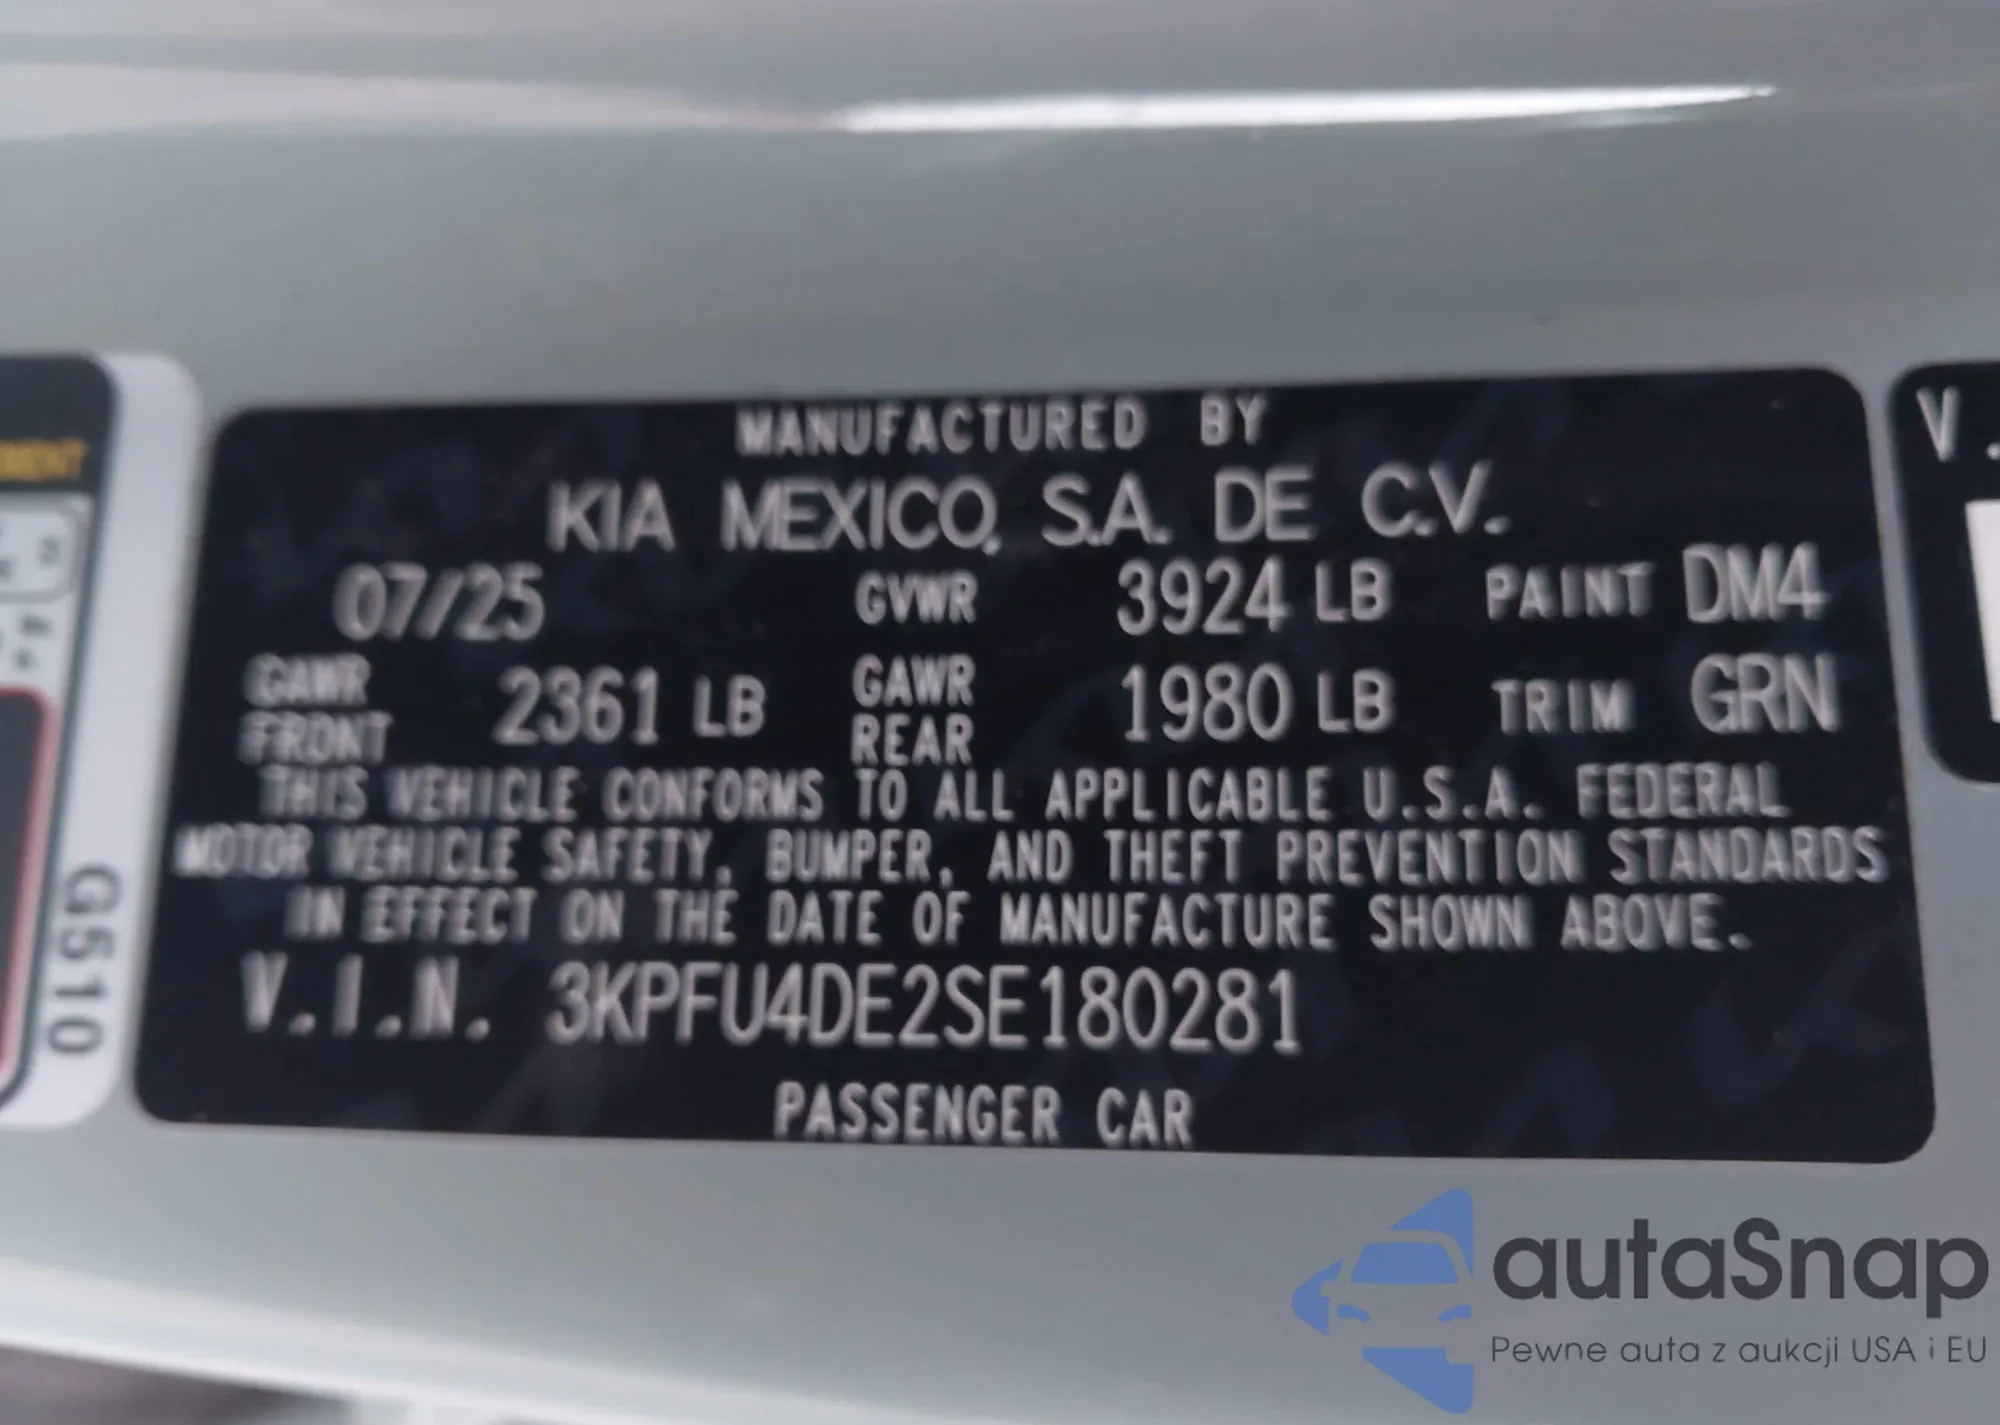 MANUFACTURED BY
KIA MEXICO, S.A. DE C.V.
07/25 GVWR 3924 LB PAINT DM4
GAWR FRONT 2361 LB GAWR REAR 1980 LB TRIM GRN
THIS VEHICLE CONFORMS TO ALL APPLICABLE U.S.A. FEDERAL
MOTOR VEHICLE SAFETY, BUMPER, AND THEFT PREVENTION STANDARDS
IN EFFECT ON THE DATE OF MANUFACTURE SHOWN ABOVE.
V.I.N. 3KPFU4DE2SE180281
PASSENGER CAR
G510
V.
autaSnap
Pewne auta z aukcji USA i EU